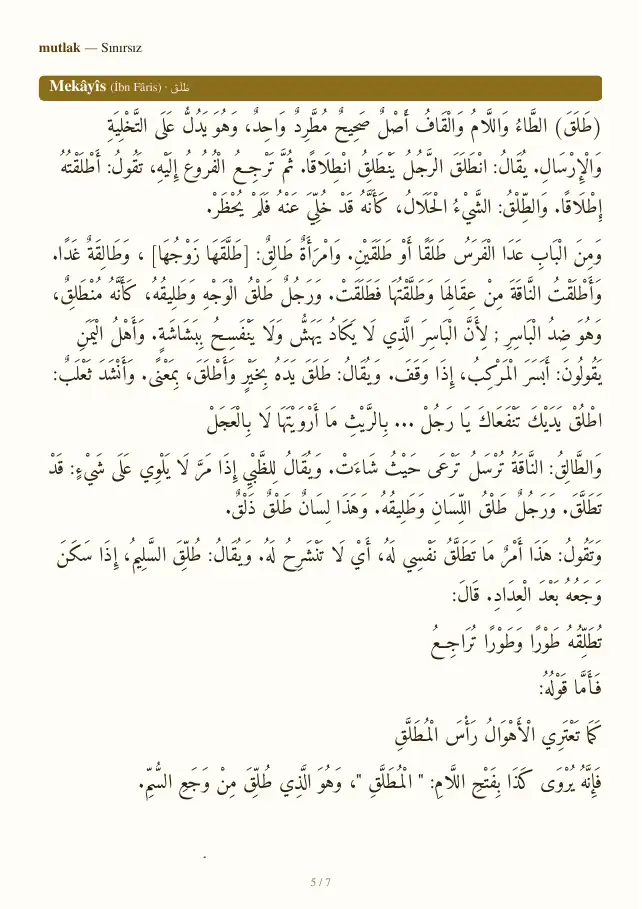 mutlak — Sınırsız
Mekâyîs (İbn Fâris) · طَلَقَ
(طَلَقَ) الطَّاءُ وَاللَّامُ وَالْقَافُ أَصْلٌ صَحِيحٌ مُطَّرِدٌ وَاحِدٌ، وَهُوَ يَدُلُّ عَلَى التَّخْلِيَةِ
وَالْإِرْسَالِ. يُقَالُ: انْطَلَقَ الرَّجُلُ يَنْطَلِقُ انْطِلَاقًا. ثُمَّ تَرْجِعُ الْفُرُوعُ إِلَيْهِ، تَقُولُ: أَطْلَقْتُهُ
إِطْلَاقًا. وَالطِّلْقُ: الشَّيْءُ الْحَلَالُ، كَأَنَّهُ قَدْ خُلِّيَ عَنْهُ فَلَمْ يُحْظَرْ.
وَمِنَ الْبَابِ عَدَا الْفَرَسُ طَلَقًا أَوْ طَلَقَيْنِ. وَامْرَأَةٌ طَالِقٌ: [طَلَّقَهَا زَوْجُهَا] ، وَطَالِقَةٌ غَدًا.
وَأَطْلَقْتُ النَّاقَةَ مِنْ عِقَالِهَا وَطَلَّقْتُهَا فَطَلَقَتْ. وَرَجُلٌ طَلْقُ الْوَجْهِ وَطَلِيقُهُ، كَأَنَّهُ مُنْطَلِقٌ،
وَهُوَ ضِدُ الْبَاسِرِ ; لِأَنَّ الْبَاسِرَ الَّذِي لَا يَكَادُ يَهَشُّ وَلَا يَنْفَسِحُ بِبَشَاشَةٍ. وَأَهْلُ الْيَمَنِ
يَقُولُونَ: أَبَسَرَ الْمَرْكِبُ، إِذَا وَقَفَ. وَيُقَالُ: طَلَقَ يَدَهُ بِخَيْرٍ وَأَطْلَقَ، بِمَعْنًى. وَأَنْشَدَ ثَعْلَبٌ:
اطْلُقْ يَدَيْكَ تَنْفَعَاكَ يَا رَجُلْ ... بِالرَّيْثِ مَا أَرْوَيْتَهَا لَا بِالْعَجَلْ
وَالطَّالِقُ: النَّاقَةُ تُرْسَلُ تَرْعَى حَيْثُ شَاءَتْ. وَيُقَالُ لِلظَّبْيِ إِذَا مَرَّ لَا يَلْوِي عَلَى شَيْءٍ: قَدْ
تَطَلَّقَ. وَرَجُلٌ طَلْقُ اللِّسَانِ وَطَلِيقُهُ. وَهَذَا لِسَانٌ طَلْقٌ ذَلْقٌ.
وَتَقُولُ: هَذَا أَمْرٌ مَا تَطَلَّقُ نَفْسِي لَهُ، أَيْ لَا تَنْشَرِحُ لَهُ. وَيُقَالُ: طُلِّقَ السَّلِيمُ، إِذَا سَكَنَ
وَجَعُهُ بَعْدَ الْعِدَادِ. قَالَ:
تُطَلِّقُهُ طَوْرًا وَطَوْرًا تُرَاجِعُ
فَأَمَّا قَوْلُهُ:
كَمَا تَعْتَرِي الْأَهْوَالُ رَأْسَ الْمُطَلَّقِ
فَإِنَّهُ يُرْوَى كَذَا بِفَتْحِ اللَّامِ: " الْمُطَلَّقِ "، وَهُوَ الَّذِي طُلِّقَ مِنْ وَجَعِ السُّمِّ.
5 / 7